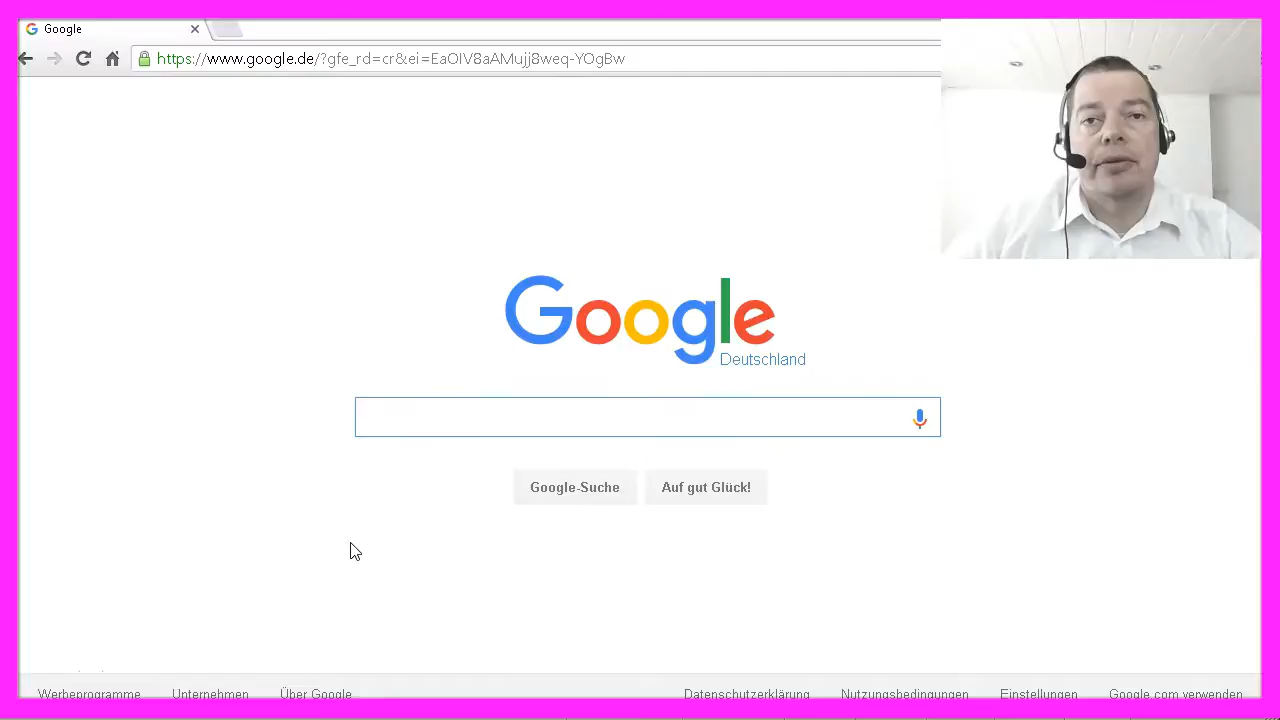 Google
https://www.google.de/?gfe_rd=cr&ei=EaOIV8aAMujj8weq-YOgBw
Google
Deutschland
Google-Suche
Auf gut Glück!
Werbeprogramme
Unternehmen
Über Google
Datenschutzerklärung
Nutzungsbedingungen
Einstellungen
Google.com verwenden